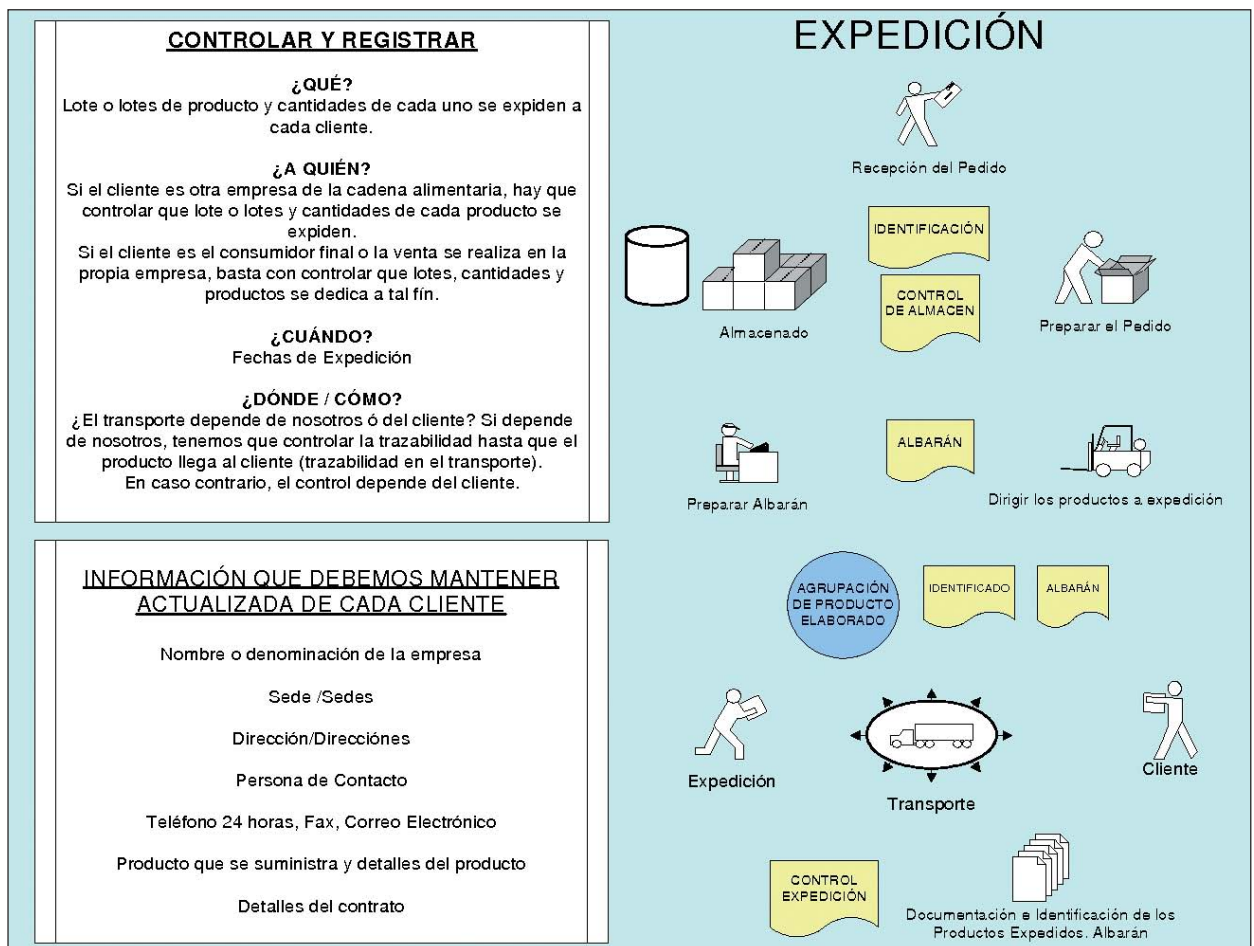 CONTROLAR Y REGISTRAR
¿QUÉ?
Lote o lotes de producto y cantidades de cada uno se expiden a
cada cliente.
¿A QUIÉN?
Si el cliente es otra empresa de la cadena alimentaria, hay que
controlar que lote o lotes y cantidades de cada producto se
expiden.
Si el cliente es el consumidor final o la venta se realiza en la
propia empresa, basta con controlar que lotes, cantidades y
productos se dedica a tal fín.
¿CUÁNDO?
Fechas de Expedición
¿DÓNDE / CÓMO?
¿El transporte depende de nosotros ó del cliente? Si depende
de nosotros, tenemos que controlar la trazabilidad hasta que el
producto llega al cliente (trazabilidad en el transporte).
En caso contrario, el control depende del cliente.
INFORMACIÓN QUE DEBEMOS MANTENER
ACTUALIZADA DE CADA CLIENTE
Nombre o denominación de la empresa
Sede /Sedes
Dirección/Direcciónes
Persona de Contacto
Teléfono 24 horas, Fax, Correo Electrónico
Producto que se suministra y detalles del producto
Detalles del contrato
EXPEDICIÓN
Recepción del Pedido
IDENTIFICACIÓN
CONTROL
DE ALMACEN
Almacenado
Preparar el Pedido
ALBARÁN
Preparar Albarán
Dirigir los productos a expedición
AGRUPACIÓN
DE PRODUCTO
ELABORADO
IDENTIFICADO
ALBARÁN
Expedición
Transporte
Cliente
CONTROL
EXPEDICIÓN
Documentación e Identificación de los
Productos Expedidos. Albarán